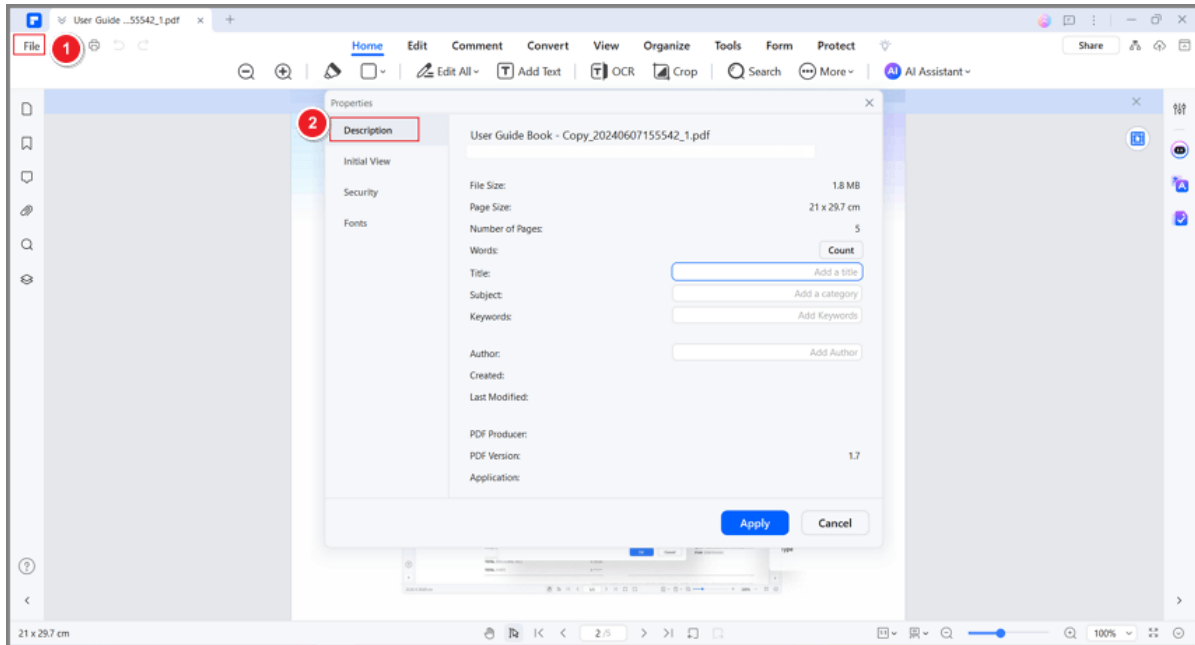 User Guide ...55542_1.pdf
File
1
Home Edit Comment Convert View Organize Tools Form Protect
Share
Edit All Add Text OCR Crop Search More AI AI Assistant
Properties
2
Description
User Guide Book - Copy_20240607155542_1.pdf
Initial View
Security
Fonts
File Size: 1.8 MB
Page Size: 21 x 29.7 cm
Number of Pages: 5
Words: Count
Title: Add a title
Subject: Add a category
Keywords: Add Keywords
Author: Add Author
Created:
Last Modified:
PDF Producer:
PDF Version: 1.7
Application:
Apply Cancel
Type
21 x 29.7 cm 2 /5 100%